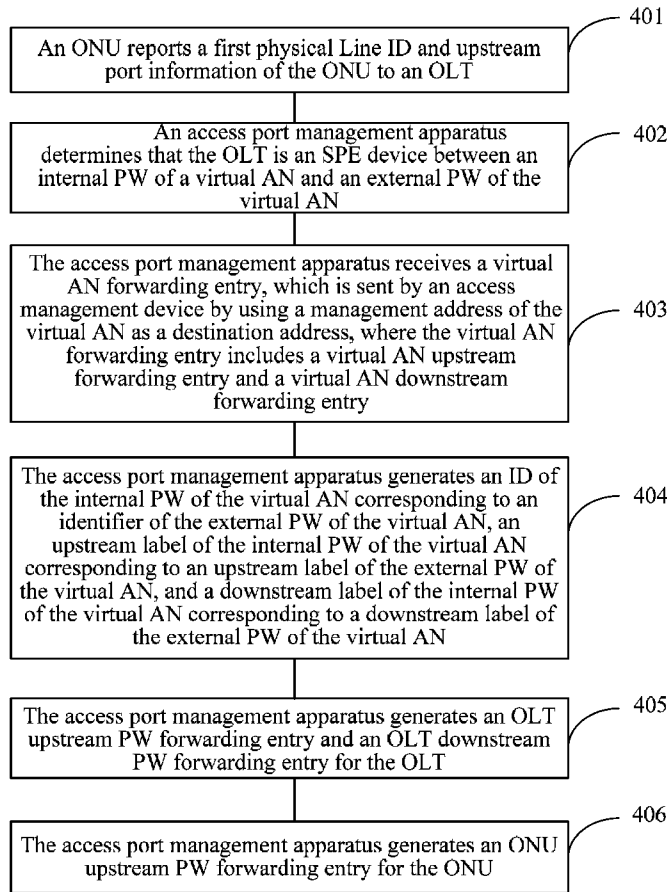 401
An ONU reports a first physical Line ID and upstream
port information of the ONU to an OLT
402
An access port management apparatus
determines that the OLT is an SPE device between an
internal PW of a virtual AN and an external PW of the
virtual AN
403
The access port management apparatus receives a virtual
AN forwarding entry, which is sent by an access
management device by using a management address of the
virtual AN as a destination address, where the virtual AN
forwarding entry includes a virtual AN upstream
forwarding entry and a virtual AN downstream
forwarding entry
404
The access port management apparatus generates an ID of
the internal PW of the virtual AN corresponding to an
identifier of the external PW of the virtual AN, an
upstream label of the internal PW of the virtual AN
corresponding to an upstream label of the external PW of
the virtual AN, and a downstream label of the internal PW
of the virtual AN corresponding to a downstream label of
the external PW of the virtual AN
405
The access port management apparatus generates an OLT
upstream PW forwarding entry and an OLT downstream
PW forwarding entry for the OLT
406
The access port management apparatus generates an ONU
upstream PW forwarding entry for the ONU